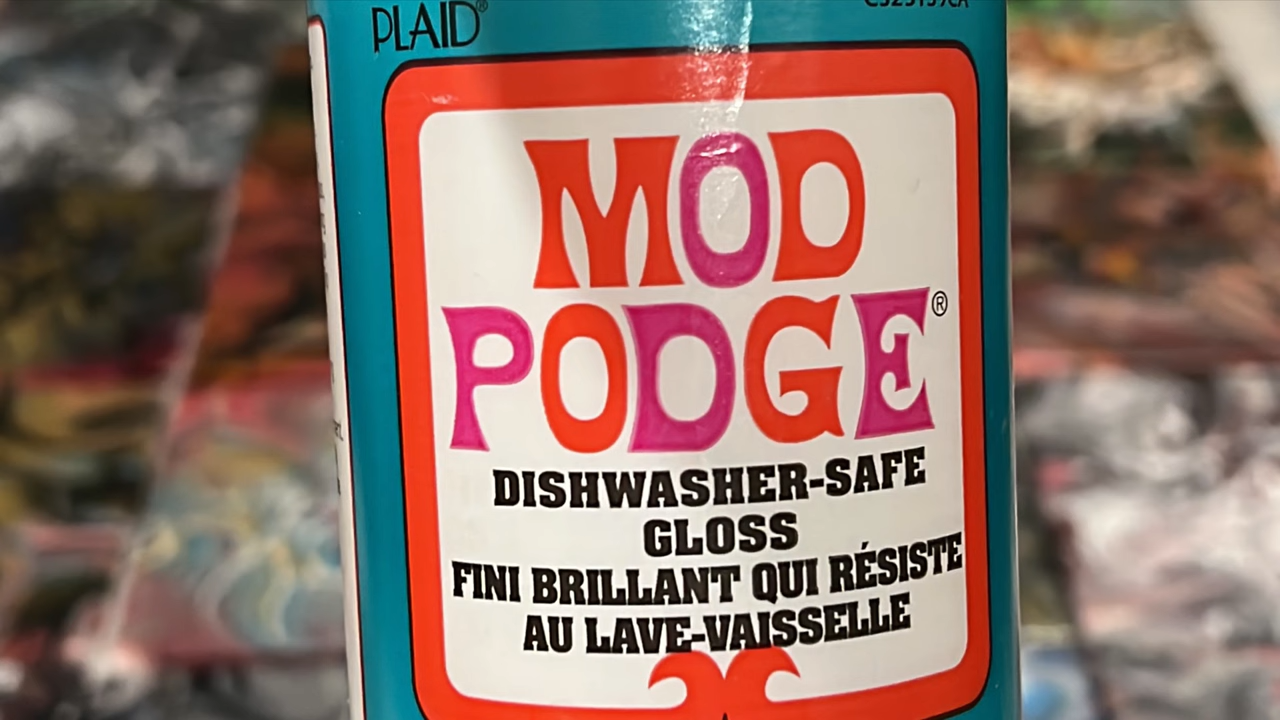 PLAID®
MOD
PODGE®
DISHWASHER-SAFE
GLOSS
FINI BRILLANT QUI RÉSISTE
AU LAVE-VAISSELLE